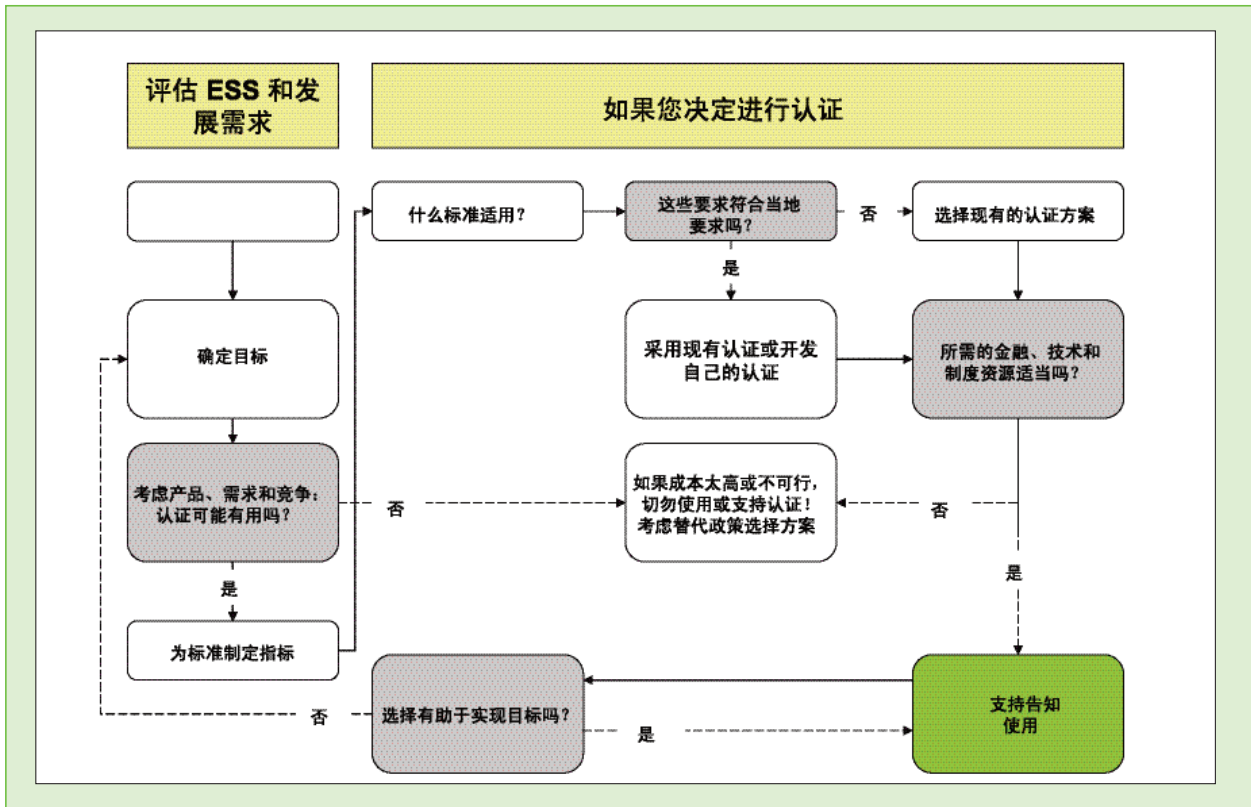 评估 ESS 和发
展需求
如果您决定进行认证
什么标准适用?
这些要求符合当地
要求吗?
否
选择现有的认证方案
是
确定目标
采用现有认证或开发
自己的认证
所需的金融、技术和
制度资源适当吗?
考虑产品、需求和竞争:
认证可能有用吗?
否
如果成本太高或不可行,
切勿使用或支持认证!
考虑替代政策选择方案
否
是
是
为标准制定指标
选择有助于实现目标吗?
否
是
支持告知
使用